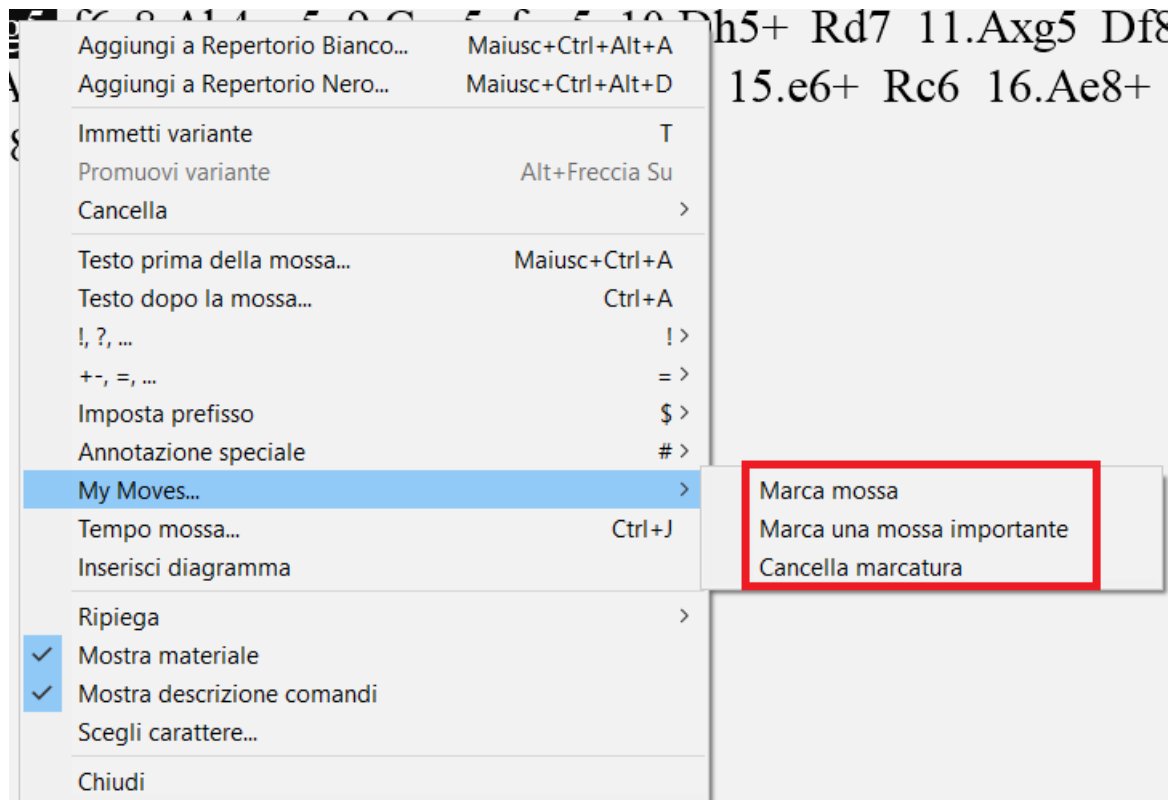 Dh5+ Rd7 11.Axg5 Df8
15.e6+ Rc6 16.Ae8+
Aggiungi a Repertorio Bianco... Maiusc+Ctrl+Alt+A
Aggiungi a Repertorio Nero... Maiusc+Ctrl+Alt+D
Immetti variante T
Promuovi variante Alt+Freccia Su
Cancella >
Testo prima della mossa... Maiusc+Ctrl+A
Testo dopo la mossa... Ctrl+A
!, ?, ... ! >
+-, =, ... = >
Imposta prefisso $ >
Annotazione speciale # >
My Moves... >
Tempo mossa... Ctrl+J
Inserisci diagramma
Ripiega >
Mostra materiale
Mostra descrizione comandi
Scegli carattere...
Chiudi
Marca mossa
Marca una mossa importante
Cancella marcatura